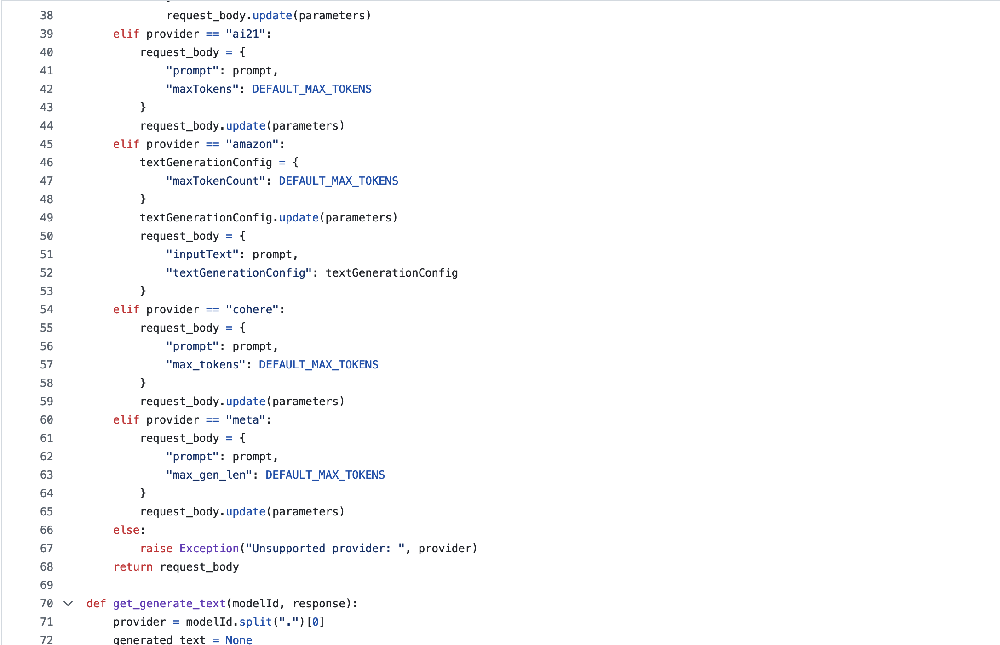 38 request_body.update(parameters)
39 elif provider == "ai21":
40 request_body = {
41 "prompt": prompt,
42 "maxTokens": DEFAULT_MAX_TOKENS
43 }
44 request_body.update(parameters)
45 elif provider == "amazon":
46 textGenerationConfig = {
47 "maxTokenCount": DEFAULT_MAX_TOKENS
48 }
49 textGenerationConfig.update(parameters)
50 request_body = {
51 "inputText": prompt,
52 "textGenerationConfig": textGenerationConfig
53 }
54 elif provider == "cohere":
55 request_body = {
56 "prompt": prompt,
57 "max_tokens": DEFAULT_MAX_TOKENS
58 }
59 request_body.update(parameters)
60 elif provider == "meta":
61 request_body = {
62 "prompt": prompt,
63 "max_gen_len": DEFAULT_MAX_TOKENS
64 }
65 request_body.update(parameters)
66 else:
67 raise Exception("Unsupported provider: ", provider)
68 return request_body
69
70 def get_generate_text(modelId, response):
71 provider = modelId.split(".")[0]
72 generated_text = None